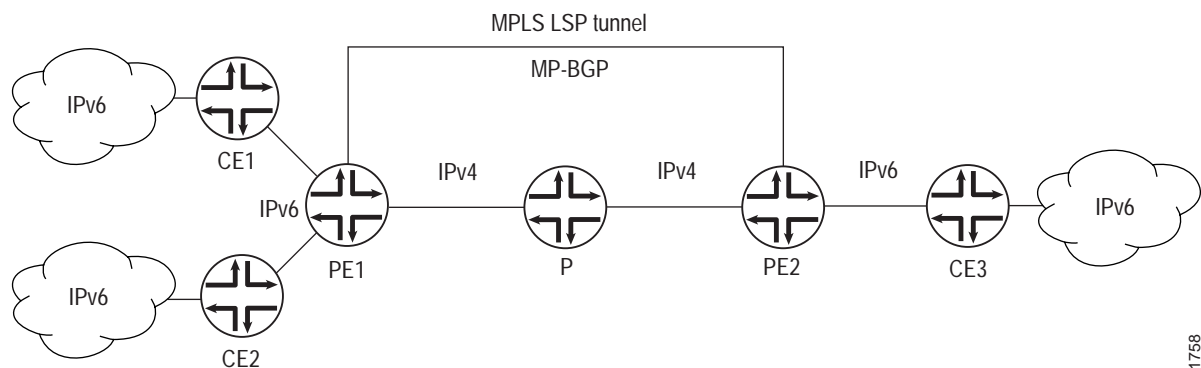 MPLS LSP tunnel
MP-BGP
IPv6
CE1
IPv4
IPv4
IPv6
IPv6
IPv6
PE1
P
PE2
CE3
IPv6
CE2
1758